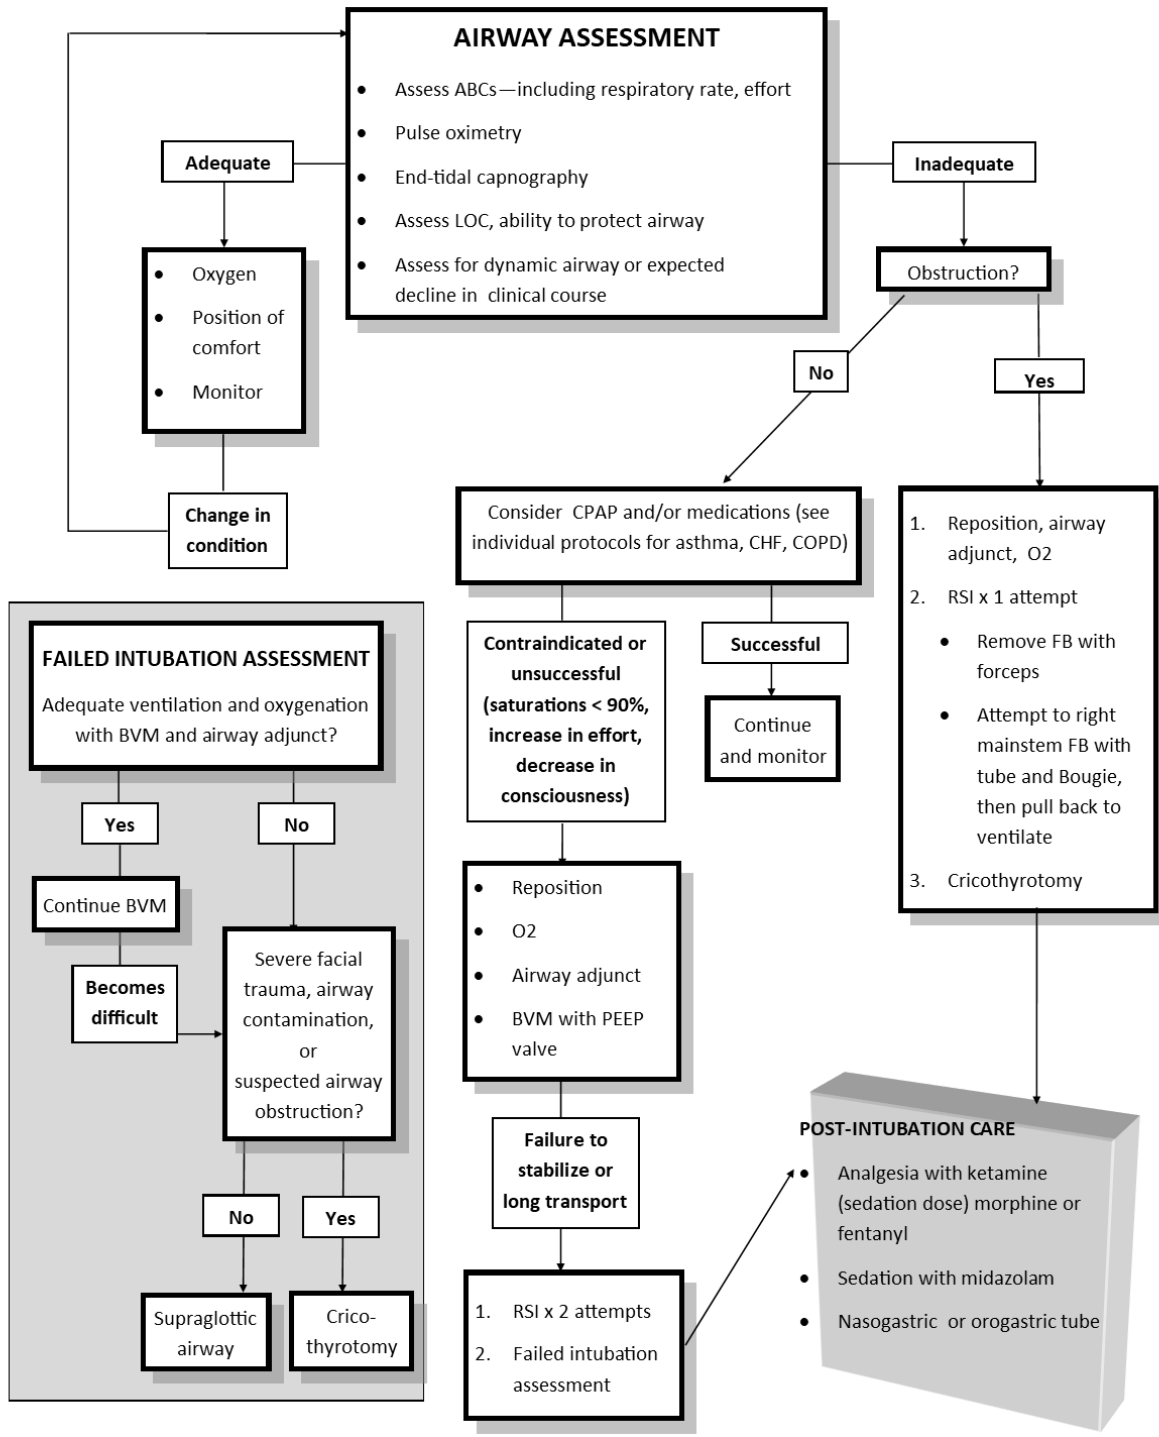 AIRWAY ASSESSMENT
• Assess ABCs—including respiratory rate, effort
• Pulse oximetry
• End-tidal capnography
• Assess LOC, ability to protect airway
• Assess for dynamic airway or expected
decline in clinical course
Adequate
Inadequate
• Oxygen
• Position of
comfort
• Monitor
Change in
condition
Obstruction?
No
Yes
Consider CPAP and/or medications (see
individual protocols for asthma, CHF, COPD)
Contraindicated or
unsuccessful
(saturations < 90%,
increase in effort,
decrease in
consciousness)
Successful
Continue
and monitor
• Reposition
• O2
• Airway adjunct
• BVM with PEEP
valve
Failure to
stabilize or
long transport
1. RSI x 2 attempts
2. Failed intubation
assessment
1. Reposition, airway
adjunct, O2
2. RSI x 1 attempt
• Remove FB with
forceps
• Attempt to right
mainstem FB with
tube and Bougie,
then pull back to
ventilate
3. Cricothyrotomy
POST-INTUBATION CARE
• Analgesia with ketamine
(sedation dose) morphine or
fentanyl
• Sedation with midazolam
• Nasogastric or orogastric tube
FAILED INTUBATION ASSESSMENT
Adequate ventilation and oxygenation
with BVM and airway adjunct?
Yes
No
Continue BVM
Becomes
difficult
Severe facial
trauma, airway
contamination,
or
suspected airway
obstruction?
No
Yes
Supraglottic
airway
Crico-
thyrotomy